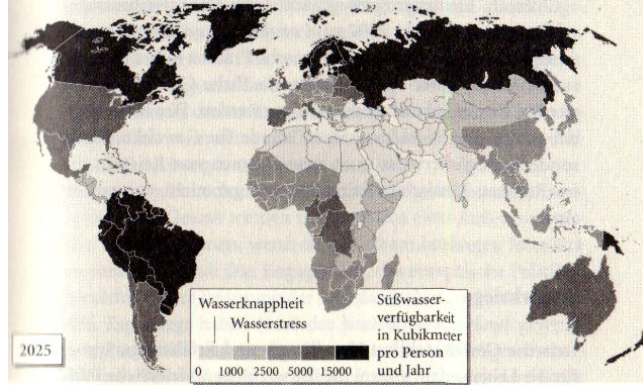 Wasserknappheit
Wasserstress
Süßwasser-
verfügbarkeit
in Kubikmeter
pro Person
und Jahr
0 1000 2500 5000 15000
2025